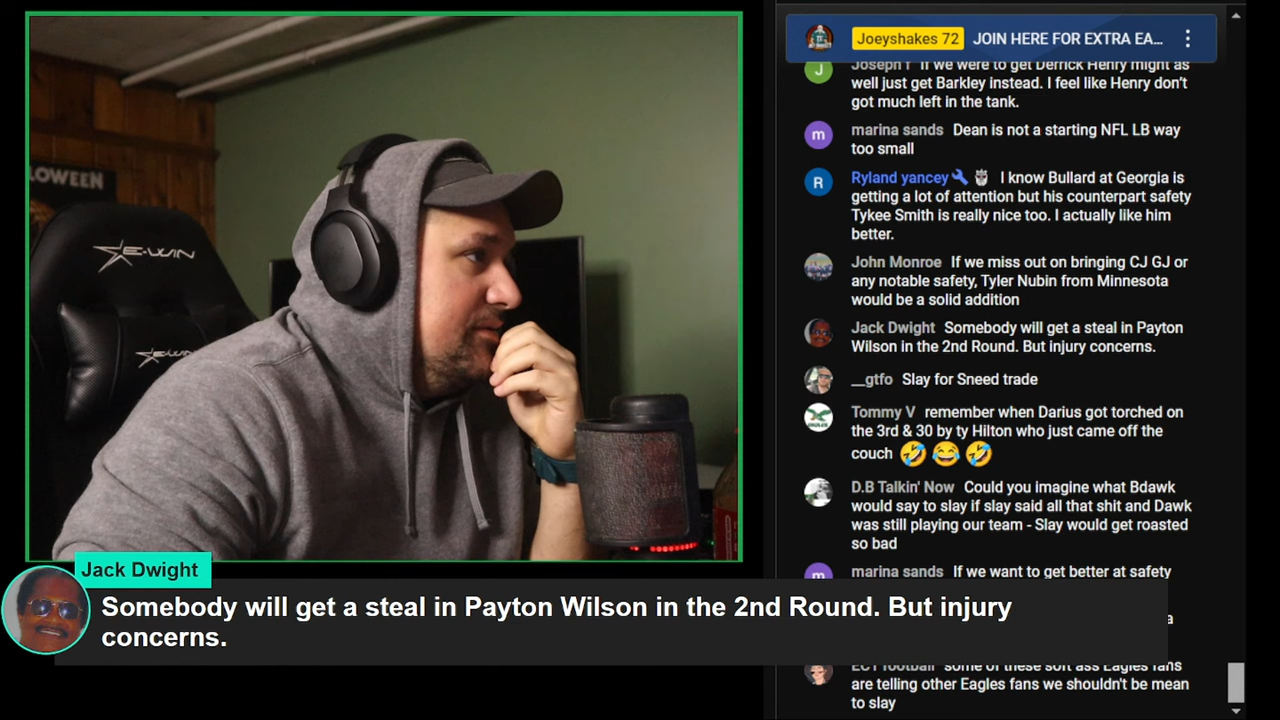 LOWEEN
E-WIN
Joeyshakes 72 JOIN HERE FOR EXTRA EA...
Joseph f If we were to get Derrick Henry might as
well just get Barkley instead. I feel like Henry don't
got much left in the tank.
m
marina sands Dean is not a starting NFL LB way
too small
R
Ryland yancey I know Bullard at Georgia is
getting a lot of attention but his counterpart safety
Tykee Smith is really nice too. I actually like him
better.
John Monroe If we miss out on bringing CJ GJ or
any notable safety, Tyler Nubin from Minnesota
would be a solid addition
Jack Dwight Somebody will get a steal in Payton
Wilson in the 2nd Round. But injury concerns.
__gtfo Slay for Sneed trade
Tommy V remember when Darius got torched on
the 3rd & 30 by ty Hilton who just came off the
couch 🤣 😂 🤣
D.B Talkin' Now Could you imagine what Bdawk
would say to slay if slay said all that shit and Dawk
was still playing our team - Slay would get roasted
so bad
m
marina sands If we want to get better at safety
a
ECT football some of these soft ass Eagles fans
are telling other Eagles fans we shouldn't be mean
to slay
Jack Dwight
Somebody will get a steal in Payton Wilson in the 2nd Round. But injury
concerns.